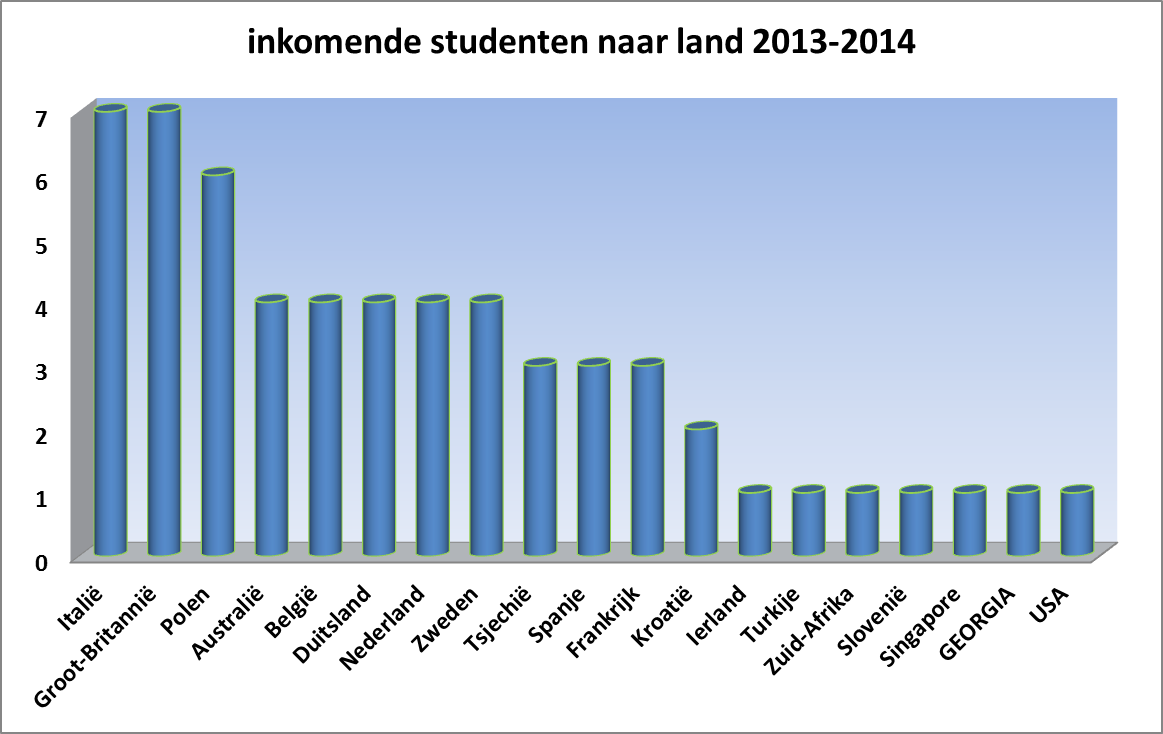 inkomende studenten naar land 2013-2014
7
6
5
4
3
2
1
0
Italië
Groot-Britannië
Polen
Australië
België
Duitsland
Nederland
Zweden
Tsjechië
Spanje
Frankrijk
Kroatië
Ierland
Turkije
Zuid-Afrika
Slovenië
Singapore
GEORGIA
USA